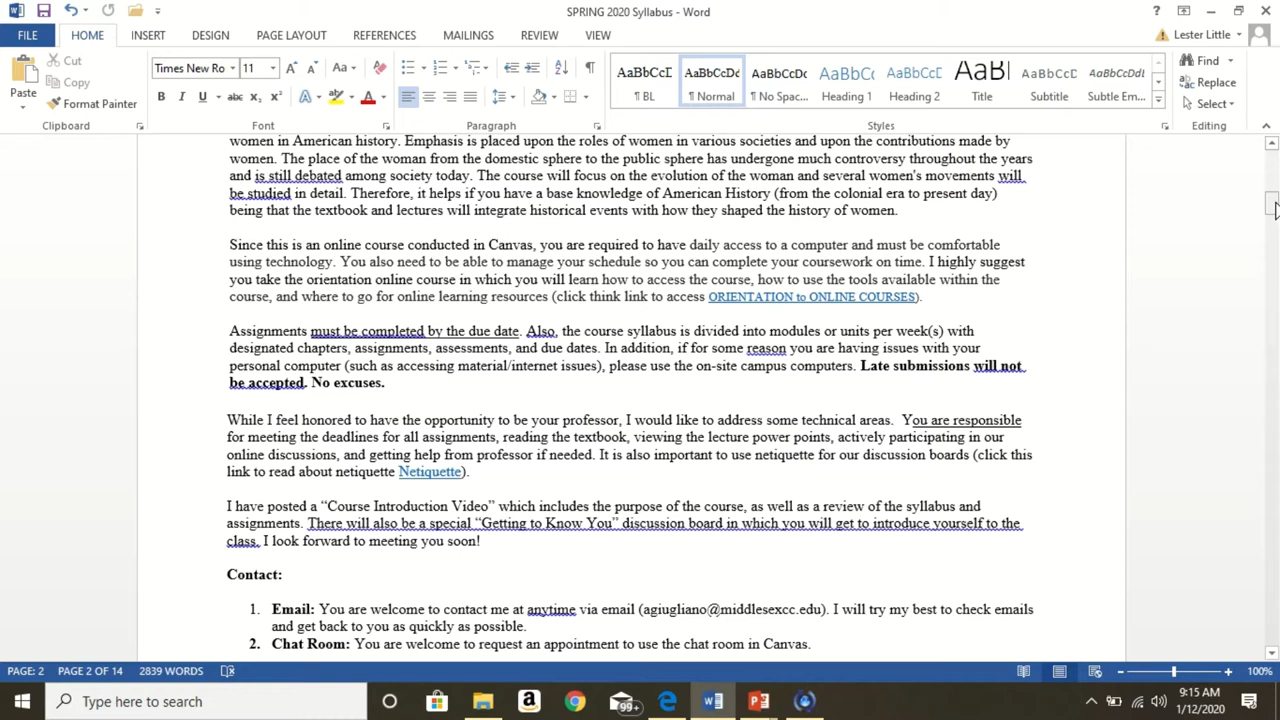 SPRING 2020 Syllabus - Word
?
FILE HOME INSERT DESIGN PAGE LAYOUT REFERENCES MAILINGS REVIEW VIEW Lester Little
Paste
Cut
Copy
Format Painter
Clipboard
Times New Ro 11
Aa
B I U abc x₂ x²
A A
Font
Paragraph
AaBbCcD ¶ BL
AaBbCcDd ¶ Normal
AaBbCcDc ¶ No Spac...
AaBbCc Heading 1
AaBbCcE Heading 2
AaBI Title
AaBbCcD Subtitle
AaBbCcDdl Subtle Em...
Styles
Find
Replace
Select
Editing
women in American history. Emphasis is placed upon the roles of women in various societies and upon the contributions made by
women. The place of the woman from the domestic sphere to the public sphere has undergone much controversy throughout the years
and is still debated among society today. The course will focus on the evolution of the woman and several women's movements will
be studied in detail. Therefore, it helps if you have a base knowledge of American History (from the colonial era to present day)
being that the textbook and lectures will integrate historical events with how they shaped the history of women.
Since this is an online course conducted in Canvas, you are required to have daily access to a computer and must be comfortable
using technology. You also need to be able to manage your schedule so you can complete your coursework on time. I highly suggest
you take the orientation online course in which you will learn how to access the course, how to use the tools available within the
course, and where to go for online learning resources (click think link to access ORIENTATION to ONLINE COURSES).
Assignments must be completed by the due date. Also, the course syllabus is divided into modules or units per week(s) with
designated chapters, assignments, assessments, and due dates. In addition, if for some reason you are having issues with your
personal computer (such as accessing material/internet issues), please use the on-site campus computers. Late submissions will not
be accepted. No excuses.
While I feel honored to have the opportunity to be your professor, I would like to address some technical areas. You are responsible
for meeting the deadlines for all assignments, reading the textbook, viewing the lecture power points, actively participating in our
online discussions, and getting help from professor if needed. It is also important to use netiquette for our discussion boards (click this
link to read about netiquette Netiquette).
I have posted a “Course Introduction Video” which includes the purpose of the course, as well as a review of the syllabus and
assignments. There will also be a special “Getting to Know You” discussion board in which you will get to introduce yourself to the
class. I look forward to meeting you soon!
Contact:
1. Email: You are welcome to contact me at anytime via email (agiugliano@middlesexcc.edu). I will try my best to check emails
and get back to you as quickly as possible.
2. Chat Room: You are welcome to request an appointment to use the chat room in Canvas.
PAGE: 2 PAGE 2 OF 14 2839 WORDS 100%
Type here to search
99+
9:15 AM
1/12/2020